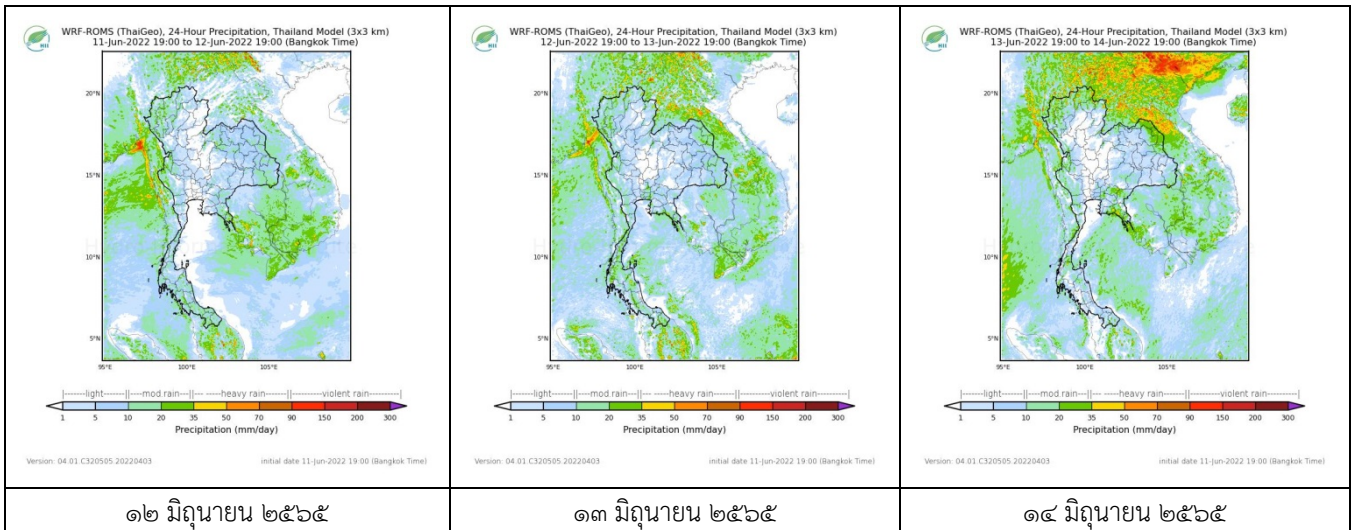 HII
WRF-ROMS (ThaiGeo), 24-Hour Precipitation, Thailand Model (3x3 km)
11-Jun-2022 19:00 to 12-Jun-2022 19:00 (Bangkok Time)
20°N
15°N
10°N
5°N
95°E 100°E 105°E
|-------light------||---mod.rain---||--- ---heavy rain---- ---||-------violent rain-------|
1 5 10 20 35 50 70 90 150 200 300
Precipitation (mm/day)
Version: 04.01.C320505.20220403 initial date 11-Jun-2022 19:00 (Bangkok Time)
๑๒ มิถุนายน ๒๕๖๕
HII
WRF-ROMS (ThaiGeo), 24-Hour Precipitation, Thailand Model (3x3 km)
12-Jun-2022 19:00 to 13-Jun-2022 19:00 (Bangkok Time)
20°N
15°N
10°N
5°N
95°E 100°E 105°E
|-------light------||---mod.rain---||--- ---heavy rain---- ---||-------violent rain-------|
1 5 10 20 35 50 70 90 150 200 300
Precipitation (mm/day)
Version: 04.01.C320505.20220403 initial date 11-Jun-2022 19:00 (Bangkok Time)
๑๓ มิถุนายน ๒๕๖๕
HII
WRF-ROMS (ThaiGeo), 24-Hour Precipitation, Thailand Model (3x3 km)
13-Jun-2022 19:00 to 14-Jun-2022 19:00 (Bangkok Time)
20°N
15°N
10°N
5°N
95°E 100°E 105°E
|-------light------||---mod.rain---||--- ---heavy rain---- ---||-------violent rain-------|
1 5 10 20 35 50 70 90 150 200 300
Precipitation (mm/day)
Version: 04.01.C320505.20220403 initial date 11-Jun-2022 19:00 (Bangkok Time)
๑๔ มิถุนายน ๒๕๖๕